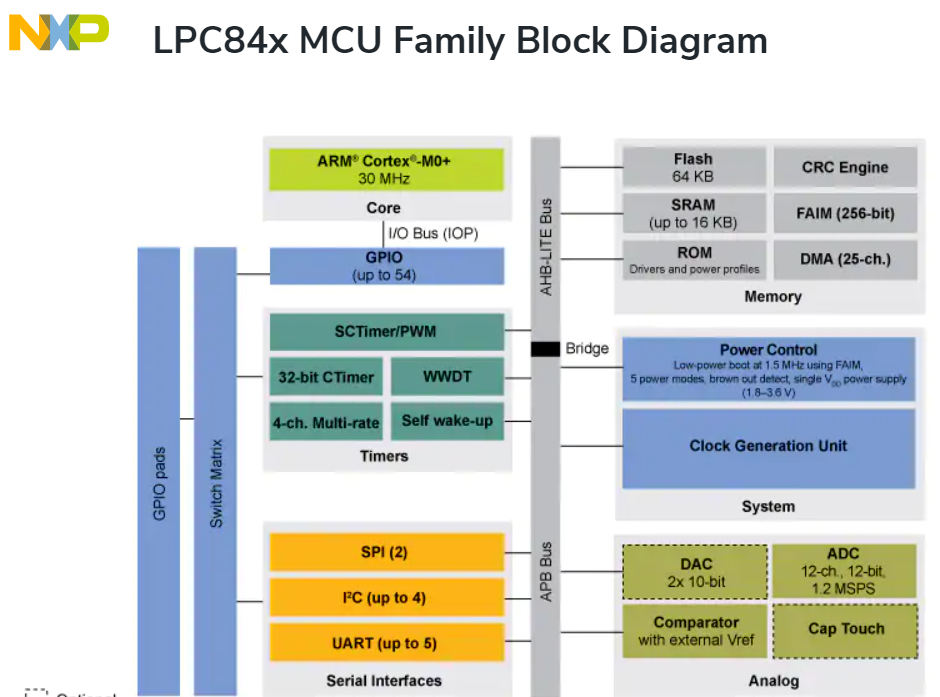 NXP
LPC84x MCU Family Block Diagram
ARM® Cortex®-M0+
30 MHz
Core
I/O Bus (IOP)
GPIO
(up to 54)
SCTimer/PWM
32-bit CTimer
WWDT
4-ch. Multi-rate
Self wake-up
Timers
GPIO pads
Switch Matrix
SPI (2)
I²C (up to 4)
UART (up to 5)
Serial Interfaces
AHB-LITE Bus
Bridge
APB Bus
Flash
64 KB
CRC Engine
SRAM
(up to 16 KB)
FAIM (256-bit)
ROM
Drivers and power profiles
DMA (25-ch.)
Memory
Power Control
Low-power boot at 1.5 MHz using FAIM,
5 power modes, brown out detect, single VDD power supply
(1.8–3.6 V)
Clock Generation Unit
System
DAC
2x 10-bit
ADC
12-ch., 12-bit,
1.2 MSPS
Comparator
with external Vref
Cap Touch
Analog